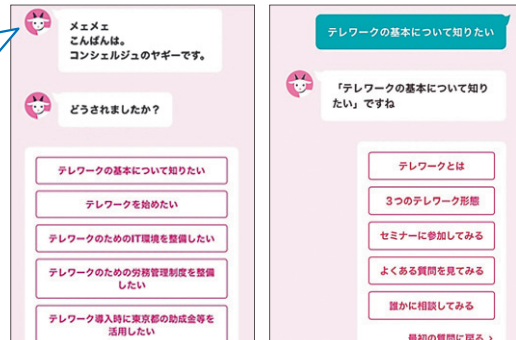 メェメェ
こんばんは。
コンシェルジュのヤギーです。
どうされましたか？
テレワークの基本について知りたい
テレワークを始めたい
テレワークのためのIT環境を整備したい
テレワークのための労務管理制度を整備
したい
テレワーク導入時に東京都の助成金等を
活用したい
テレワークの基本について知りたい
「テレワークの基本について知り
たい」ですね
テレワークとは
3つのテレワーク形態
セミナーに参加してみる
よくある質問を見てみる
誰かに相談してみる
最初の質問に戻る >